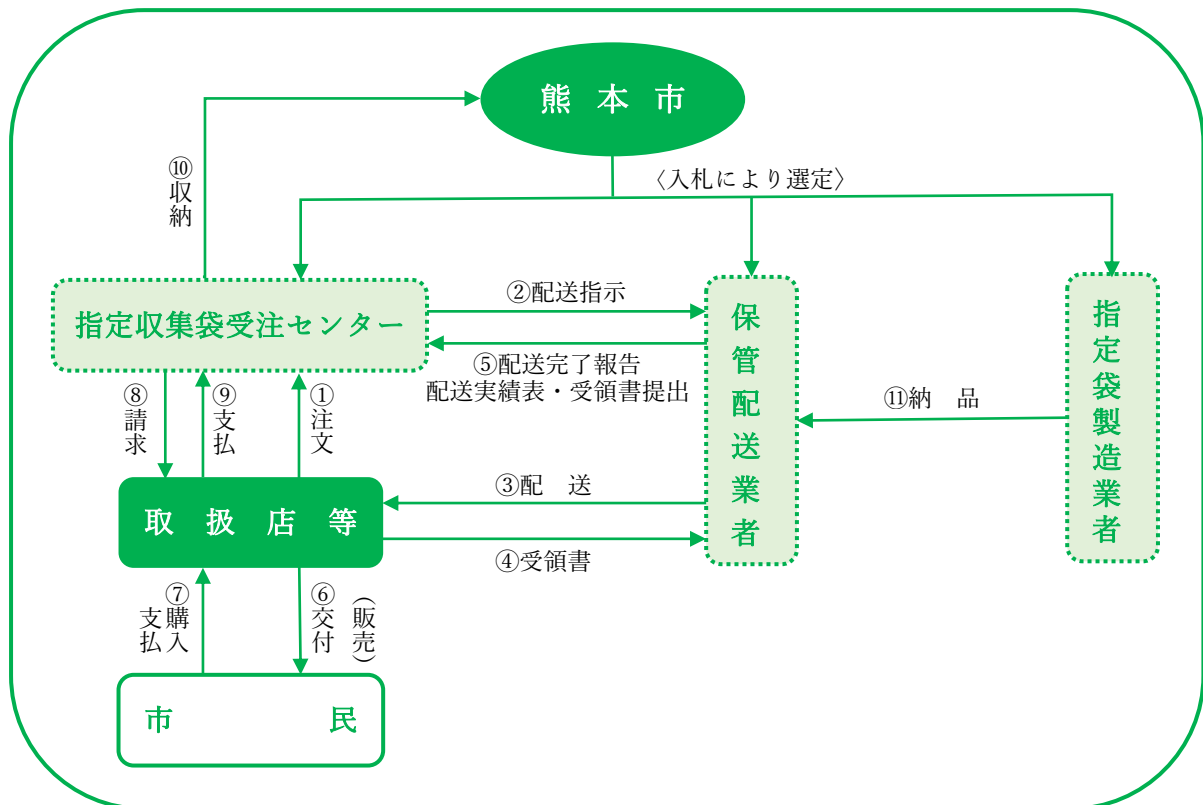 熊本市
〈入札により選定〉
⑩収納
指定収集袋受注センター
②配送指示
⑤配送完了報告
配送実績表・受領書提出
保管配送業者
指定袋製造業者
⑪納　品
⑧請求
⑨支払
①注文
③配　送
④受領書
取扱店等
⑦購入
支払
⑥交付
(販売)
市　民